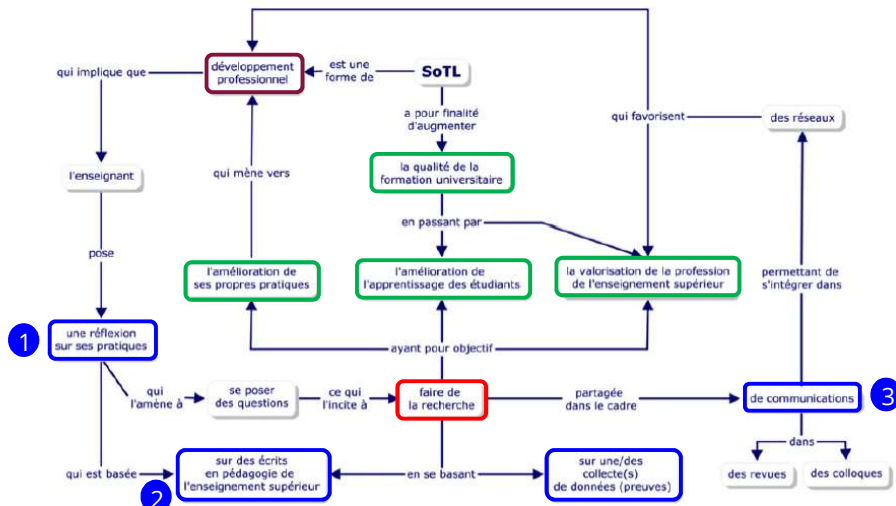 développement
professionnel
est une
forme de
SoTL
qui implique que
a pour finalité
d'augmenter
qui favorisent
des réseaux
l'enseignant
qui mène vers
la qualité de la
formation universitaire
en passant par
pose
l'amélioration de
ses propres pratiques
l'amélioration de
l'apprentissage des étudiants
la valorisation de la profession
de l'enseignement supérieur
permettant de
s'intégrer dans
1
une réflexion
sur ses pratiques
ayant pour objectif
qui
l'amène à
se poser
des questions
ce qui
l'incite à
faire de
la recherche
partagée
dans le cadre
de communications
3
dans
des revues
des colloques
qui est basée
sur des écrits
en pédagogie de
l'enseignement supérieur
2
en se basant
sur une/des
collecte(s)
de données (preuves)